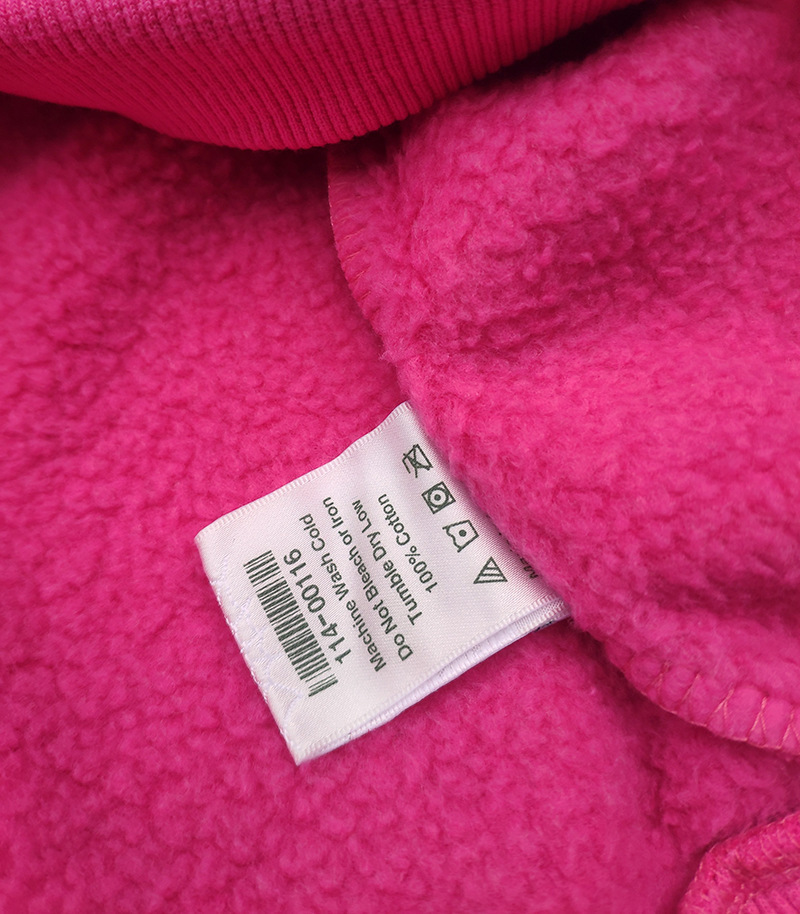 100% Cotton
Tumble Dry Low
Do Not Bleach or Iron
Machine Wash Cold
114-00116